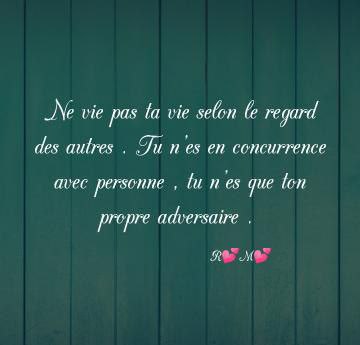 Ne vie pas ta vie selon le regard
des autres . Tu n'es en concurrence
avec personne , tu n'es que ton
propre adversaire .
R💕M💕